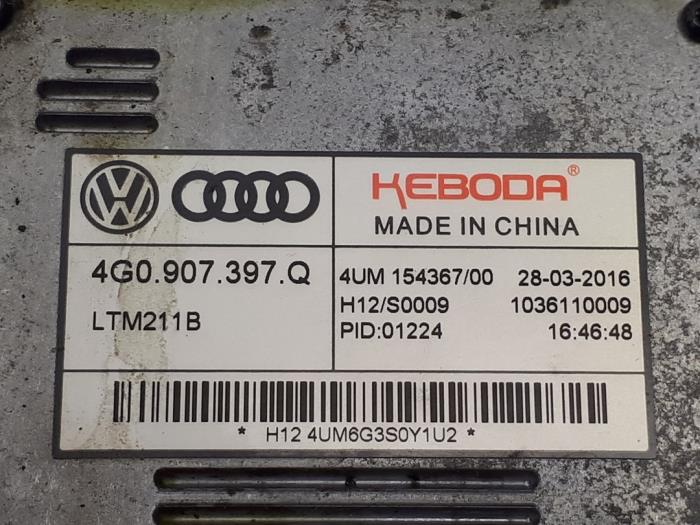 VW
KEBODA®
MADE IN CHINA
4G0.907.397.Q
LTM211B
4UM 154367/00 28-03-2016
H12/S0009 1036110009
PID:01224 16:46:48
* H12 4UM6G3S0Y1U2 *